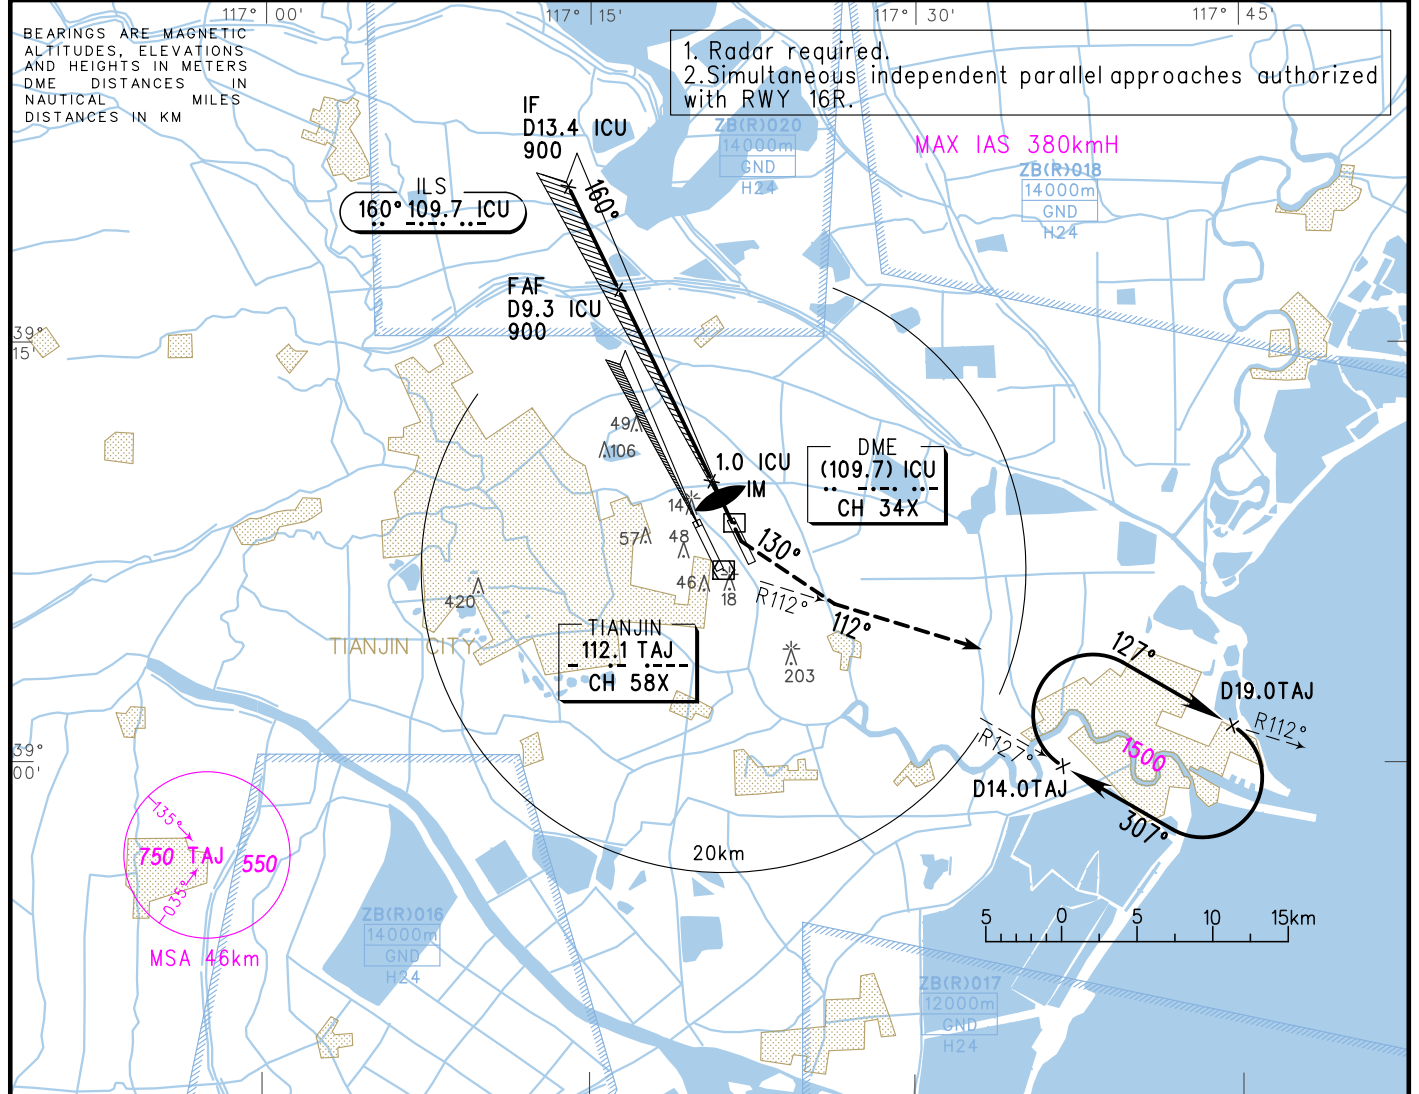 117° 00'
117° 15'
117° 30'
117° 45'
BEARINGS ARE MAGNETIC
ALTITUDES, ELEVATIONS
AND HEIGHTS IN METERS
DME DISTANCES IN
NAUTICAL MILES
DISTANCES IN KM
1. Radar required.
2.Simultaneous independent parallel approaches authorized
with RWY 16R.
IF
D13.4 ICU
900
ZB(R)020
14000m
GND
H24
MAX IAS 380kmH
ZB(R)018
14000m
GND
H24
ILS
160° 109.7 ICU
160°
FAF
D9.3 ICU
900
39°
15'
49
106
1.0 ICU
IM
DME
(109.7) ICU
CH 34X
14
57
48
130°
46
18
R112°
420
112°
TIANJIN CITY
TIANJIN
112.1 TAJ
CH 58X
203
127°
D19.0TAJ
R112°
R127°
1500
D14.0TAJ
307°
39°
00'
135°
750 TAJ 550
035°
MSA 46km
20km
ZB(R)016
14000m
GND
H24
5 0 5 10 15km
ZB(R)017
12000m
GND
H24